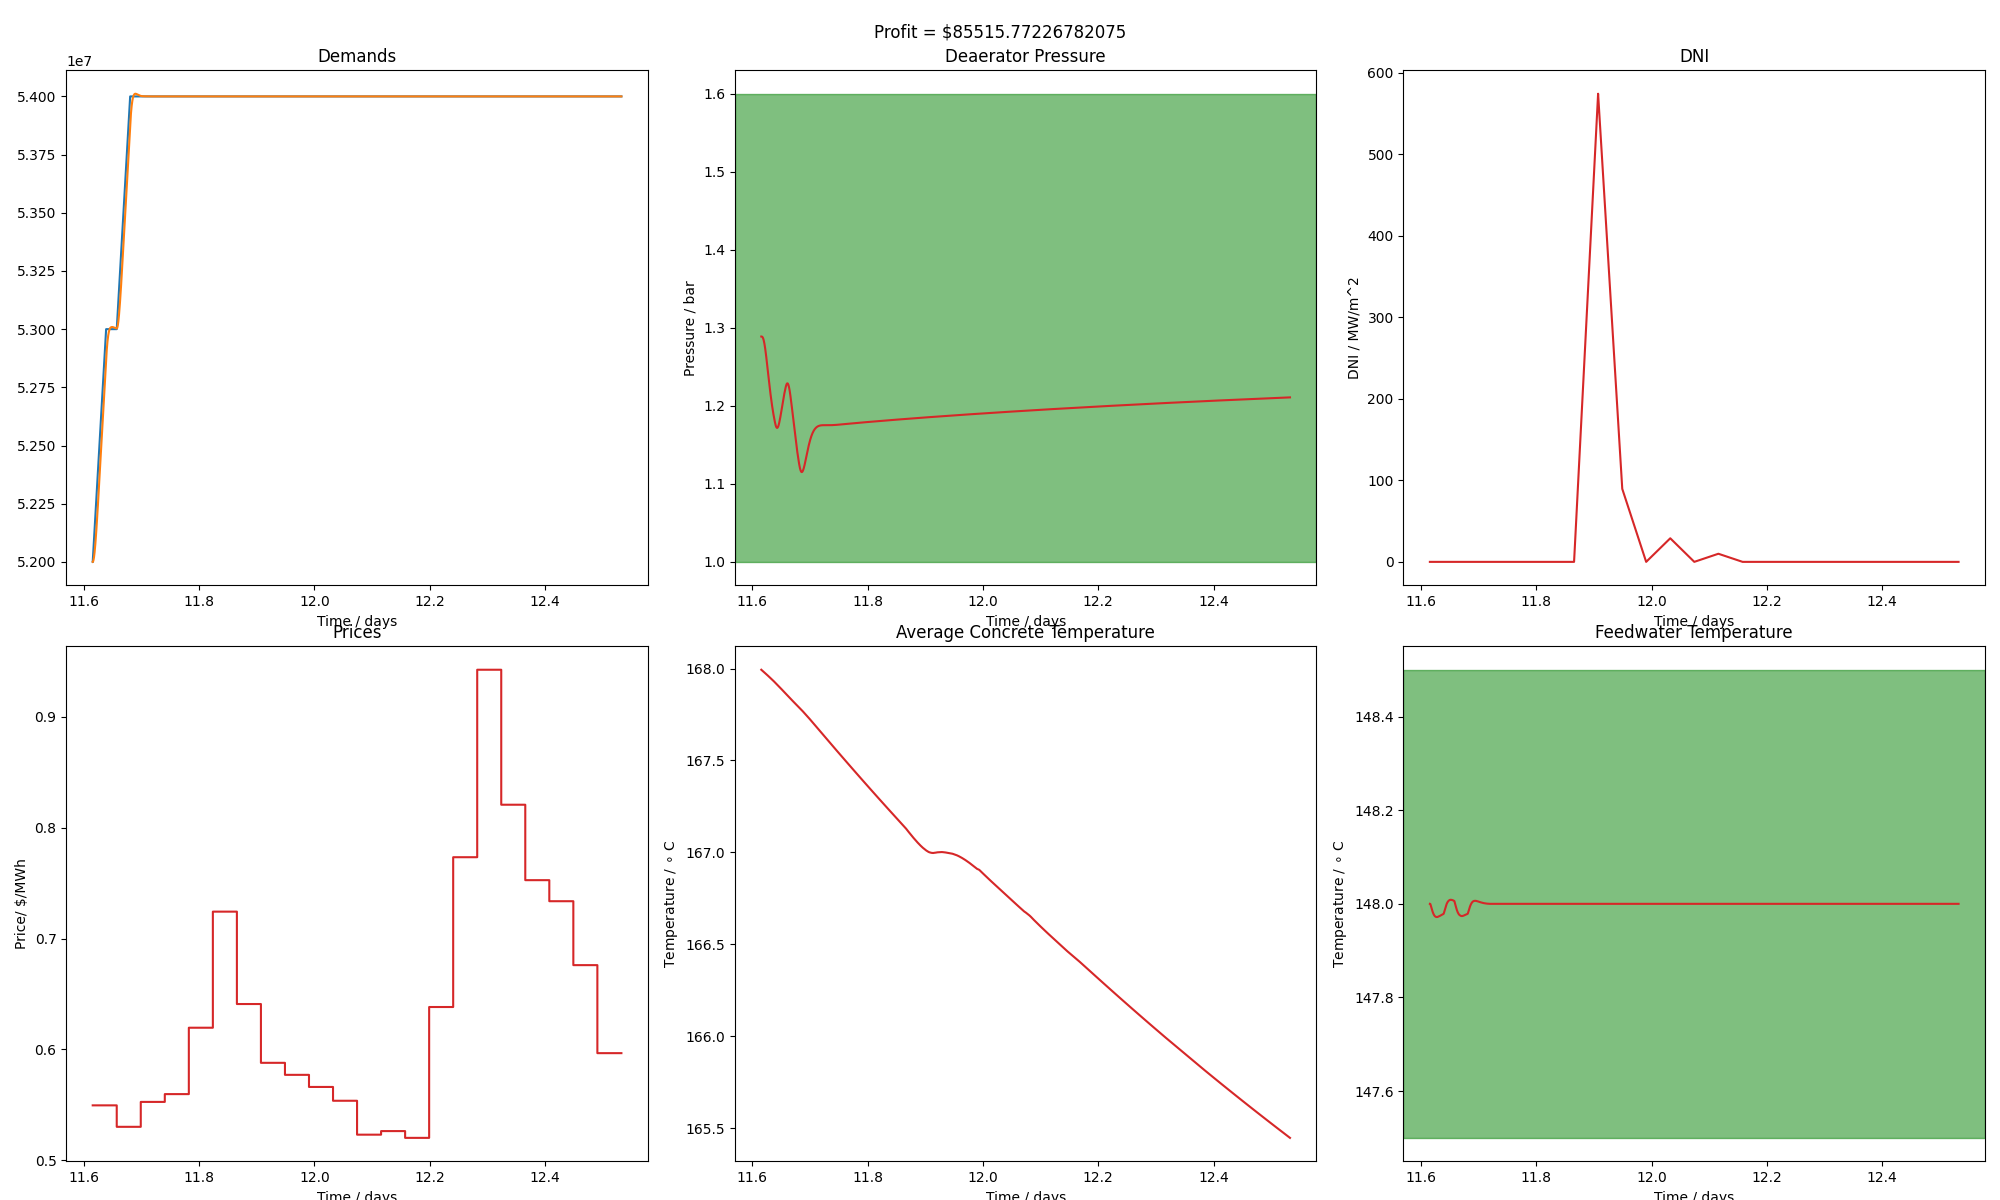 Profit = $85515.77226782075
Demands
1e7
5.400
5.375
5.350
5.325
5.300
5.275
5.250
5.225
5.200
11.6 11.8 12.0 12.2 12.4
Time / days
Deaerator Pressure
Pressure / bar
1.6
1.5
1.4
1.3
1.2
1.1
1.0
11.6 11.8 12.0 12.2 12.4
Time / days
DNI
DNI / MW/m^2
600
500
400
300
200
100
0
11.6 11.8 12.0 12.2 12.4
Time / days
Prices
Price/ $/MWh
0.9
0.8
0.7
0.6
0.5
11.6 11.8 12.0 12.2 12.4
Time / days
Average Concrete Temperature
Temperature / ∘ C
168.0
167.5
167.0
166.5
166.0
165.5
11.6 11.8 12.0 12.2 12.4
Time / days
Feedwater Temperature
Temperature / ∘ C
148.4
148.2
148.0
147.8
147.6
11.6 11.8 12.0 12.2 12.4
Time / days